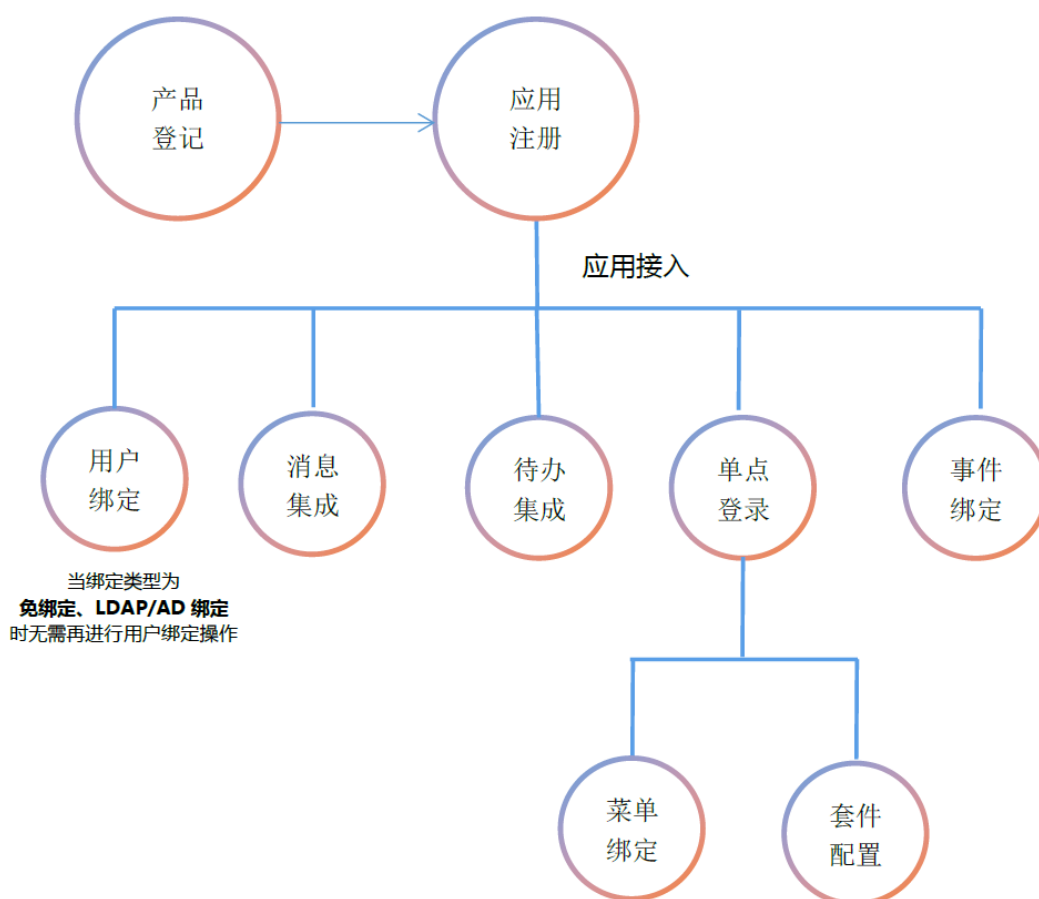 产品
登记
应用
注册
应用接入
用户
绑定
消息
集成
待办
集成
单点
登录
事件
绑定
当绑定类型为
免绑定、LDAP/AD 绑定
时无需再进行用户绑定操作
菜单
绑定
套件
配置